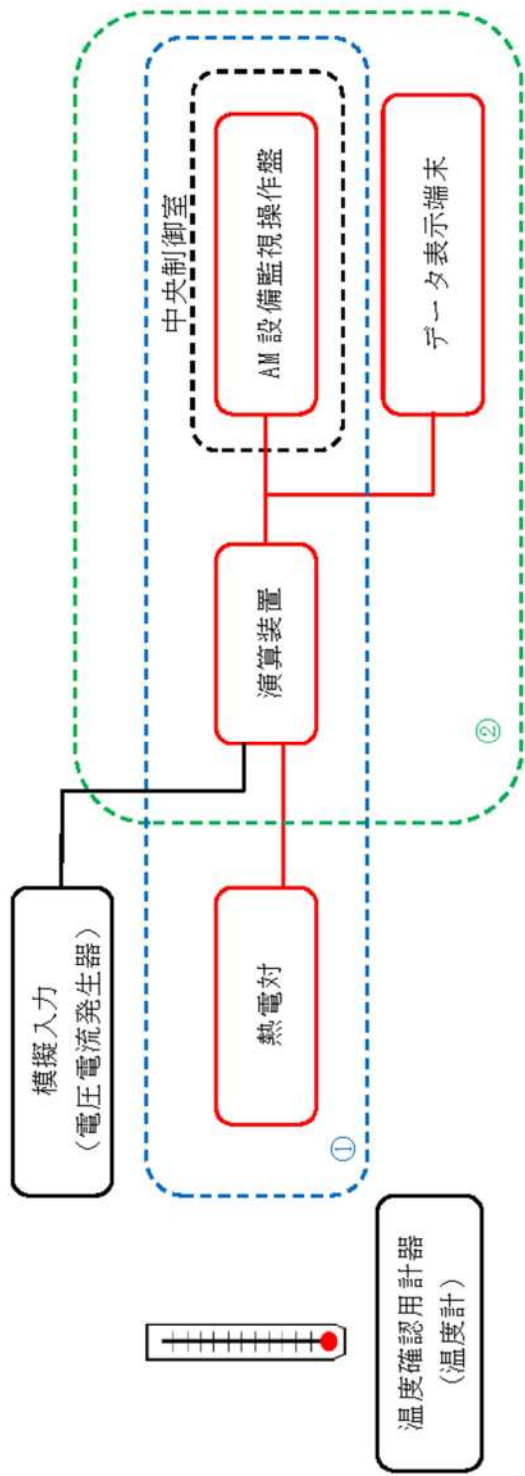 模擬入力
(電圧電流発生器)
中央制御室
熱電対
演算装置
AM 設備監視操作盤
①
データ表示端末
②
温度確認用計器
(温度計)